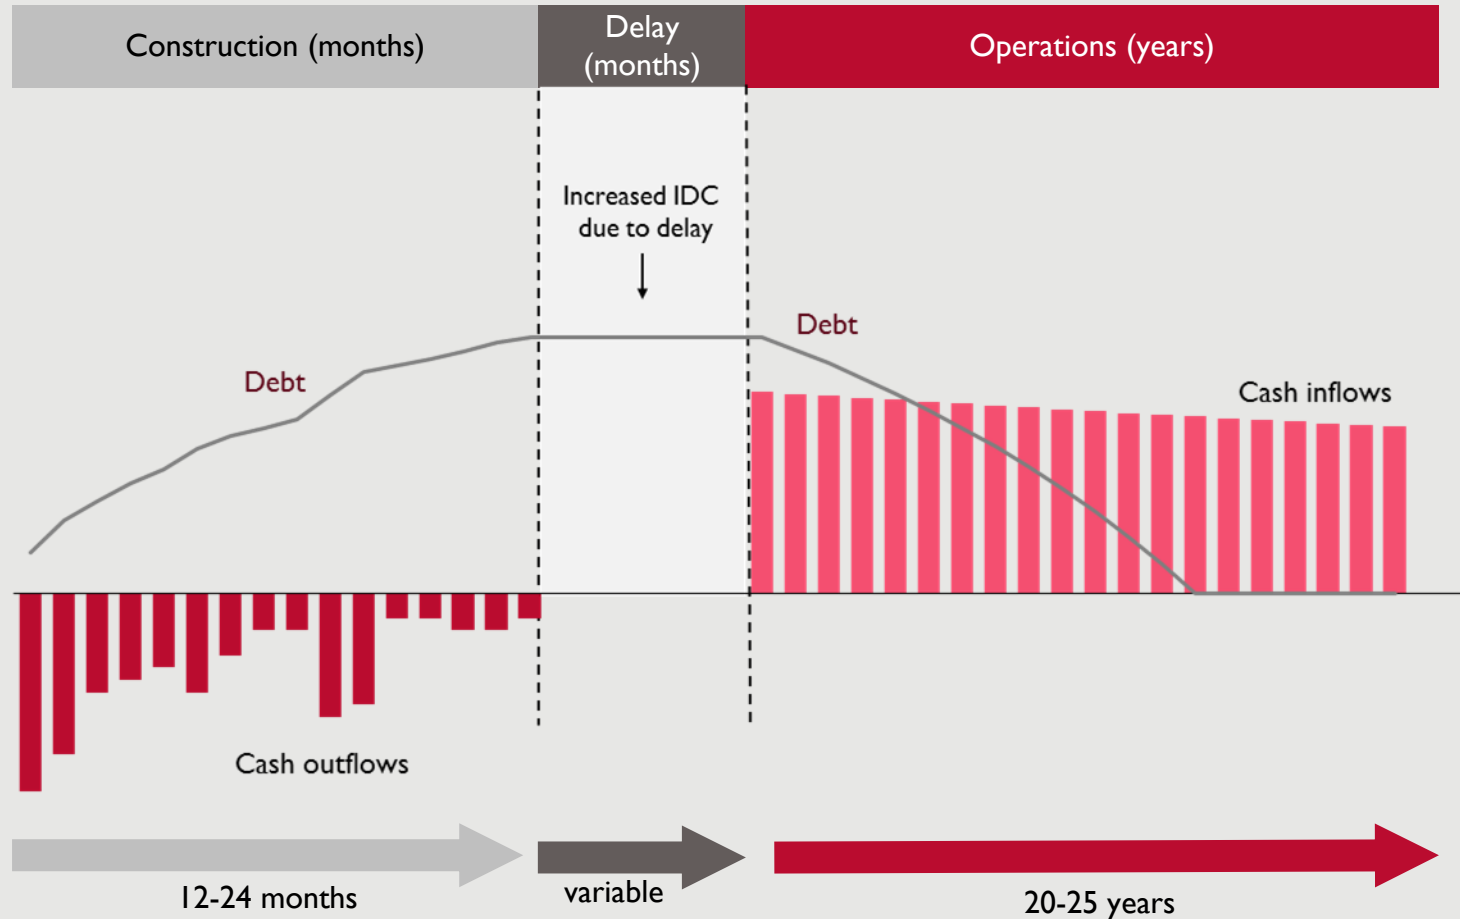 Construction (months)
Delay
(months)
Operations (years)
Increased IDC
due to delay
Debt
Debt
Cash inflows
Cash outflows
12-24 months
variable
20-25 years